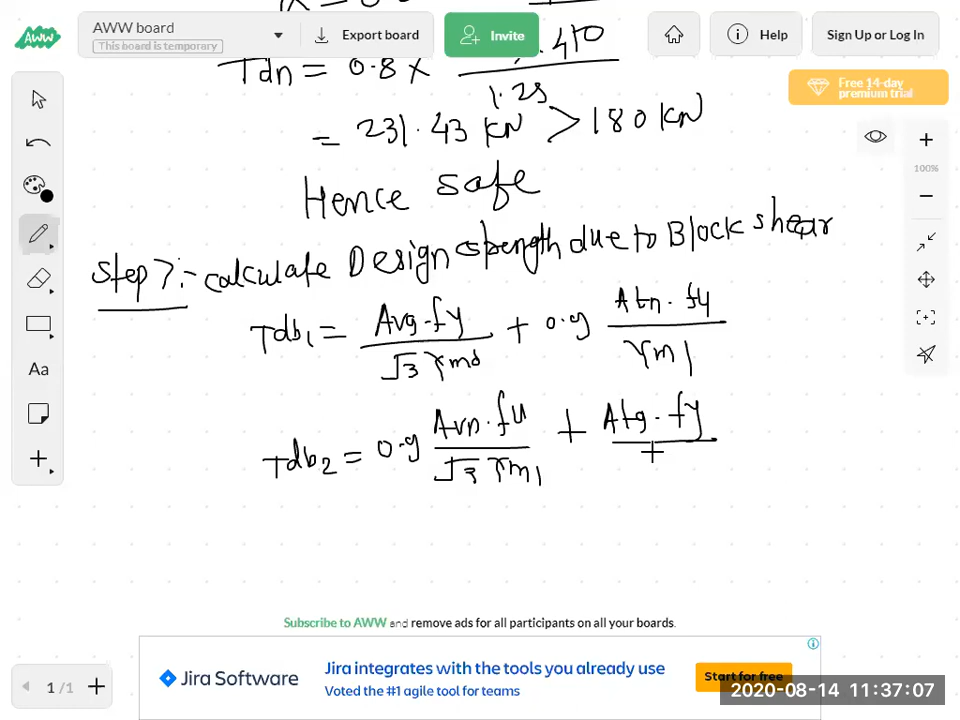 AWW
AWW board
This board is temporary
Export board
Invite
Help
Sign Up or Log In
Free 14-day
premium trial
100%
. 410
Tdn = 0.8 x
1.25
= 231.43 kN > 180 kN
Hence safe
Step 7:- calculate Design strength due to Block shear
Tdb1 = Avg.fy / √3 γm0 + 0.9 Atn.fy / γm1
Tdb2 = 0.9 Avn.fu / √3 γm1 + Atg.fy
Aa
Subscribe to AWW and remove ads for all participants on all your boards.
Jira Software
Jira integrates with the tools you already use
Voted the #1 agile tool for teams
Start for free
1 /1
2020-08-14 11:37:07